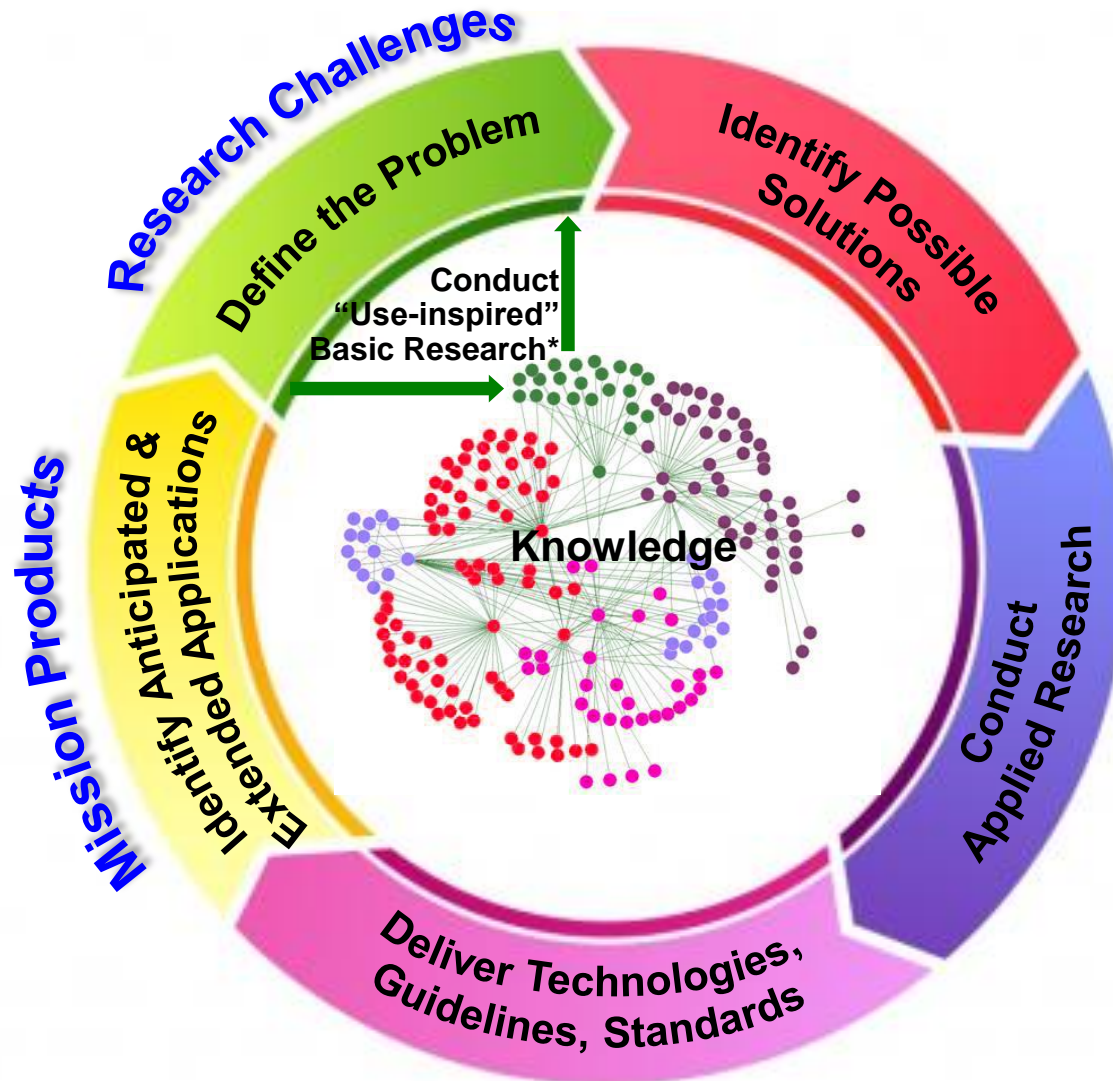 Research Challenges
Define the Problem
Identify Possible
Solutions
Conduct
“Use-inspired”
Basic Research*
Knowledge
Conduct
Applied Research
Deliver Technologies,
Guidelines, Standards
Identify Anticipated &
Extended Applications
Mission Products